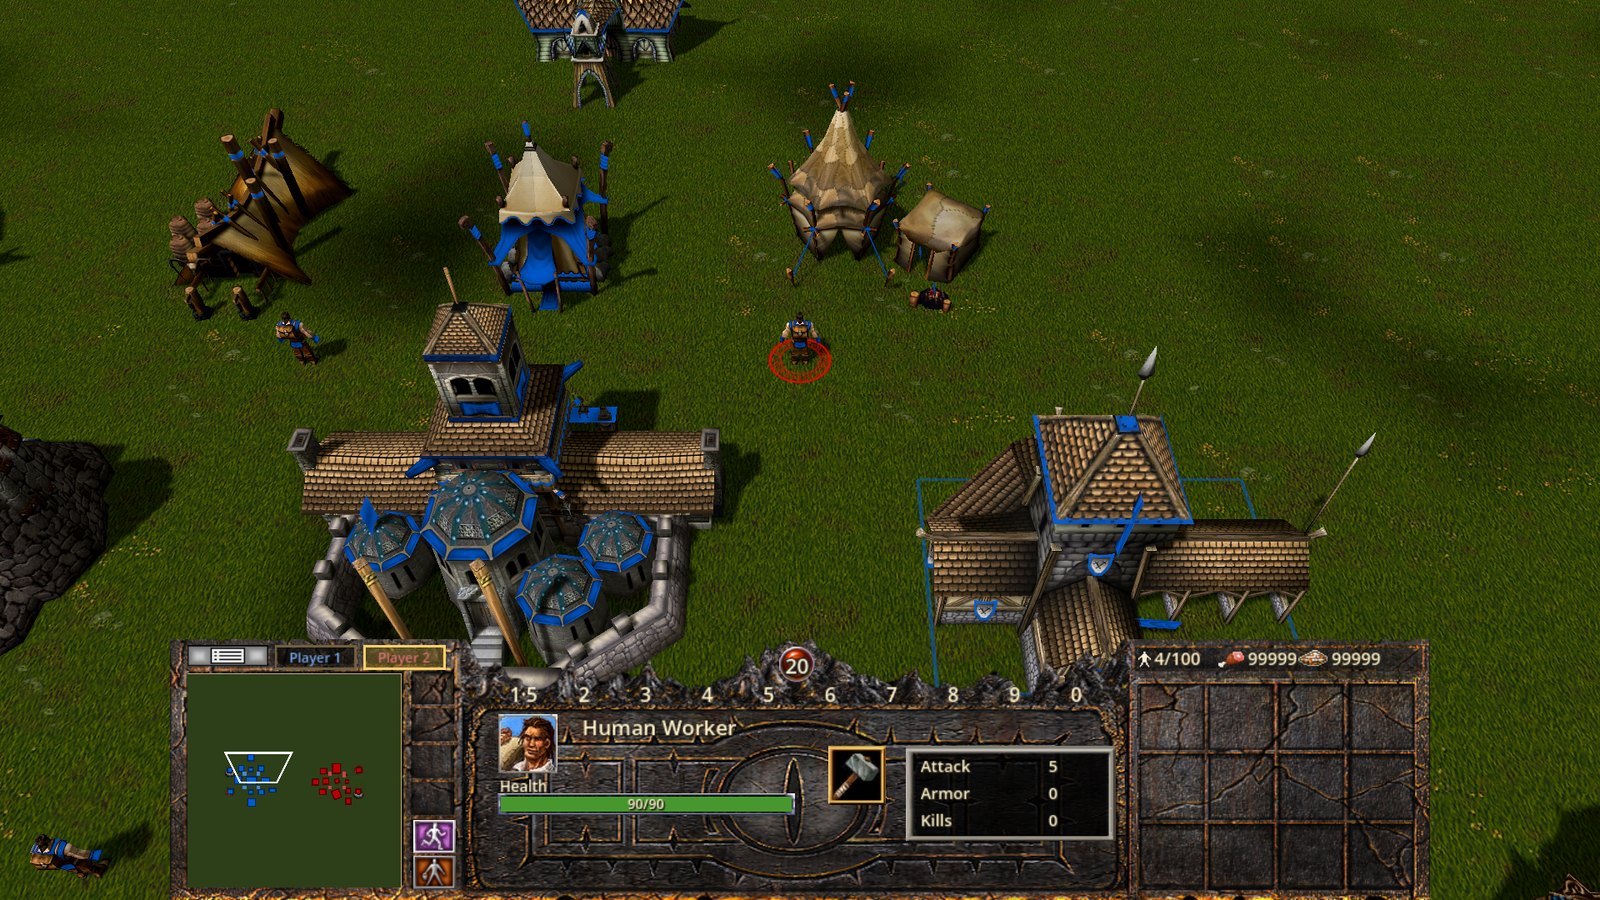 Player 1 Player 2
4/100 99999 99999
20
1.5 2 3 4 5 6 7 8 9 0
Human Worker
Health
90/90
Attack 5
Armor 0
Kills 0